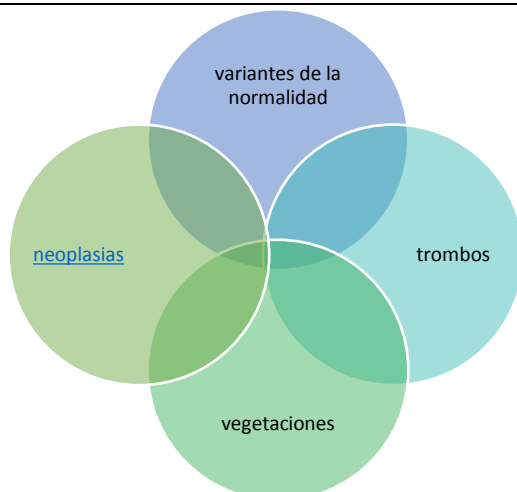 variantes de la
normalidad
neoplasias
trombos
vegetaciones